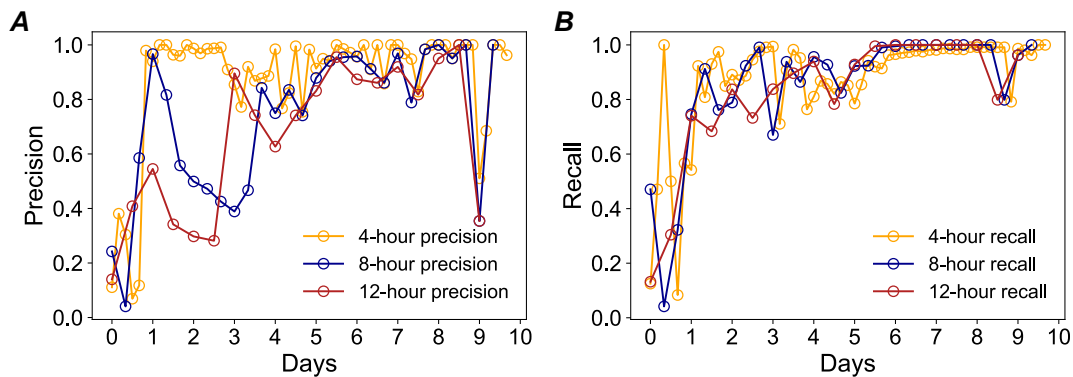 A
Precision
1.0
0.8
0.6
0.4
0.2
0.0
4-hour precision
8-hour precision
12-hour precision
0 1 2 3 4 5 6 7 8 9 10
Days
B
Recall
1.0
0.8
0.6
0.4
0.2
0.0
4-hour recall
8-hour recall
12-hour recall
0 1 2 3 4 5 6 7 8 9 10
Days